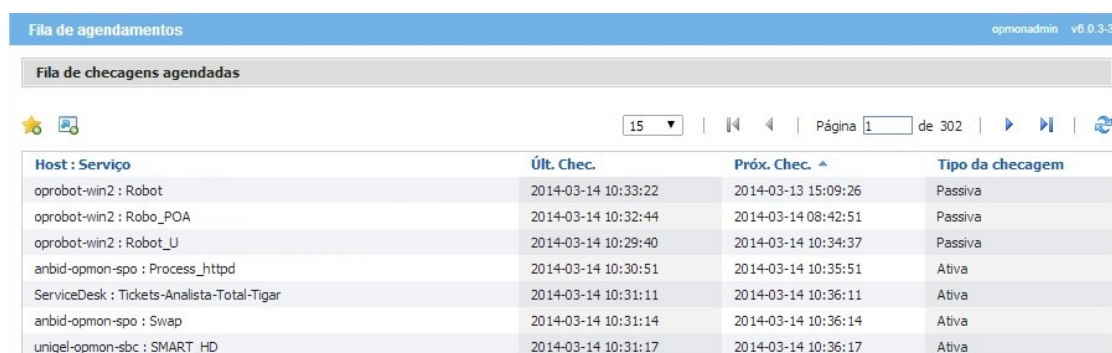 Fila de agendamentos opmonadmin v6.0.3-3
Fila de checagens agendadas
15 Página 1 de 302
Host : Serviço Últ. Chec. Próx. Chec. Tipo da checagem
oprobot-win2 : Robot 2014-03-14 10:33:22 2014-03-13 15:09:26 Passiva
oprobot-win2 : Robo_POA 2014-03-14 10:32:44 2014-03-14 08:42:51 Passiva
oprobot-win2 : Robot_U 2014-03-14 10:29:40 2014-03-14 10:34:37 Passiva
anbid-opmon-spo : Process_httpd 2014-03-14 10:30:51 2014-03-14 10:35:51 Ativa
ServiceDesk : Tickets-Analista-Total-Tigar 2014-03-14 10:31:11 2014-03-14 10:36:11 Ativa
anbid-opmon-spo : Swap 2014-03-14 10:31:14 2014-03-14 10:36:14 Ativa
unigel-opmon-sbc : SMART_HD 2014-03-14 10:31:17 2014-03-14 10:36:17 Ativa